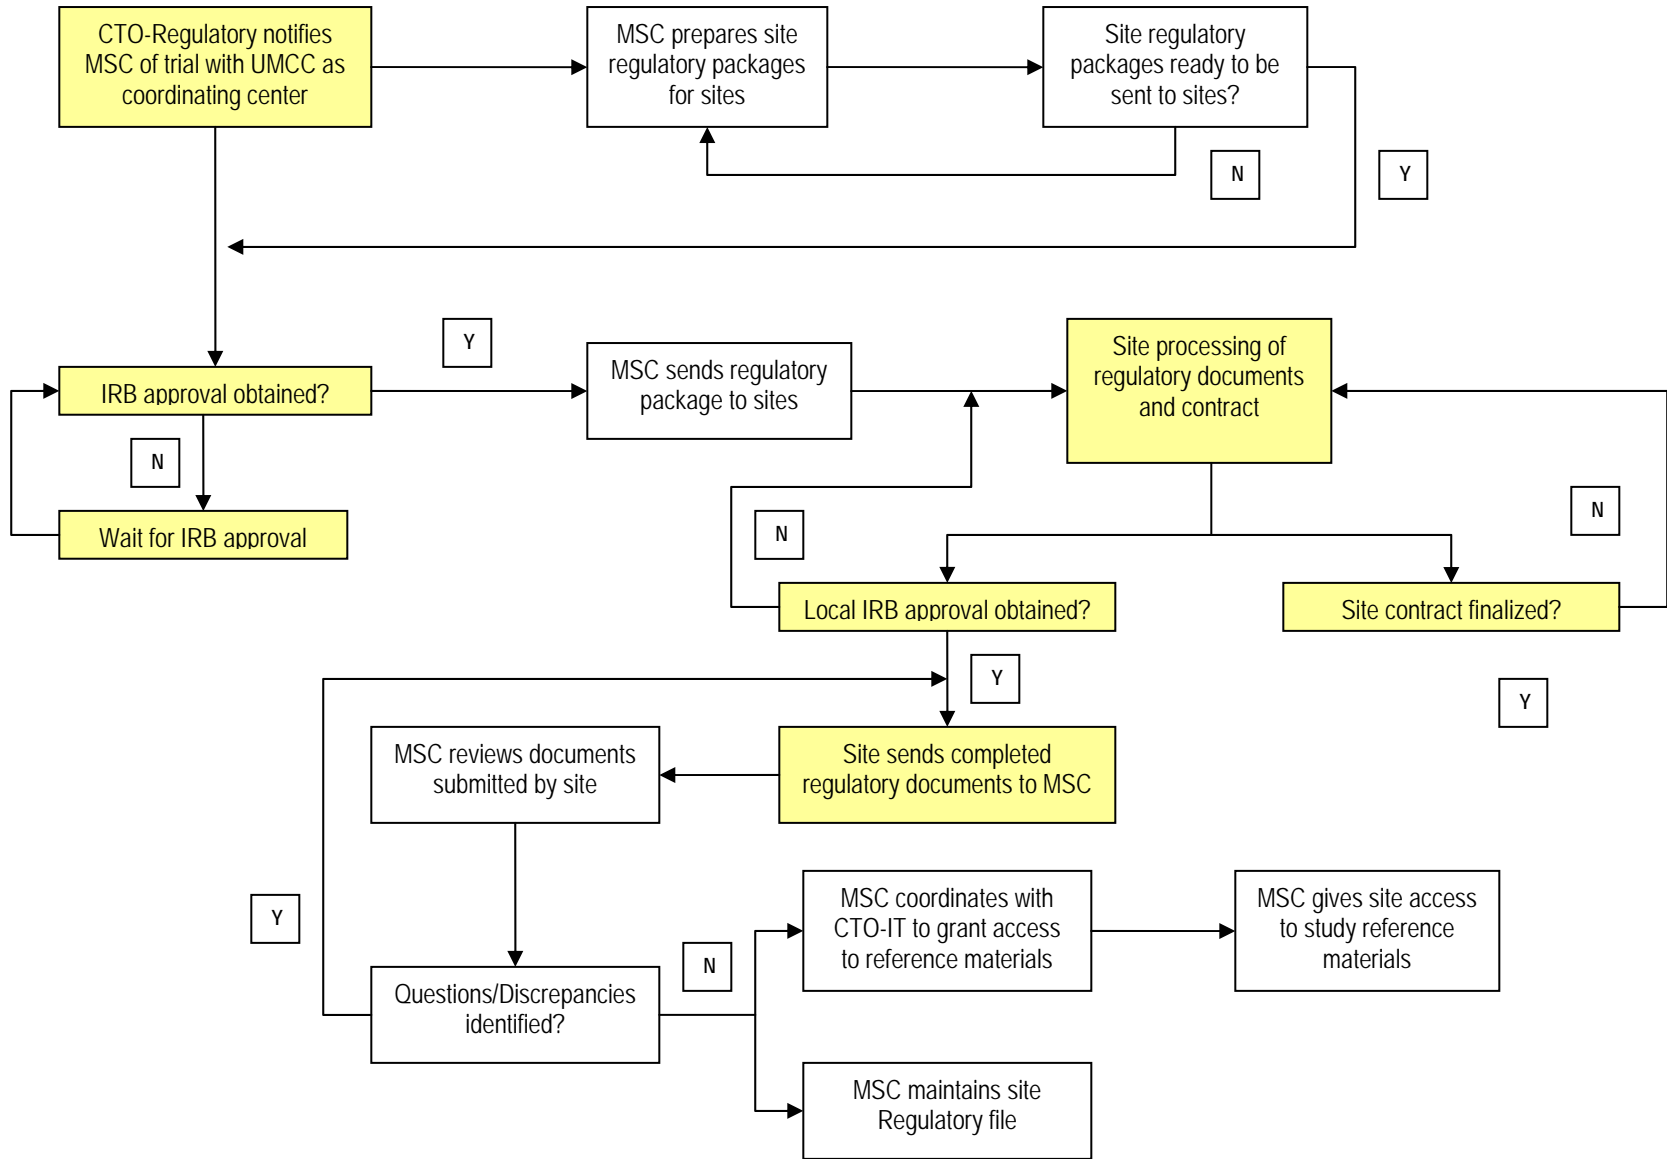 CTO-Regulatory notifies
MSC of trial with UMCC as
coordinating center
MSC prepares site
regulatory packages
for sites
Site regulatory
packages ready to be
sent to sites?
N
Y
Y
IRB approval obtained?
MSC sends regulatory
package to sites
Site processing of
regulatory documents
and contract
N
Wait for IRB approval
N
N
Local IRB approval obtained?
Site contract finalized?
Y
Y
MSC reviews documents
submitted by site
Site sends completed
regulatory documents to MSC
Y
N
MSC coordinates with
CTO-IT to grant access
to reference materials
MSC gives site access
to study reference
materials
Questions/Discrepancies
identified?
MSC maintains site
Regulatory file